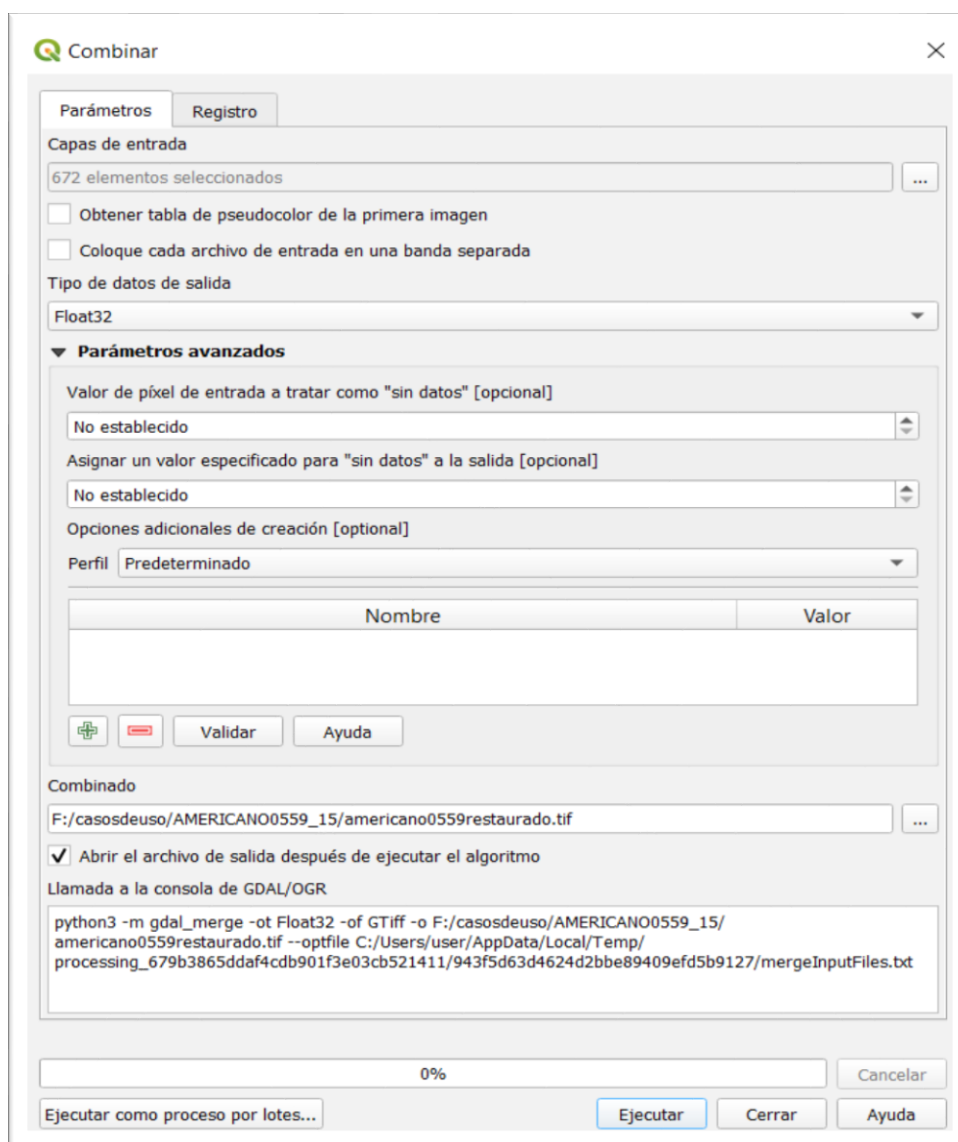 Combinar
Parámetros
Registro
Capas de entrada
672 elementos seleccionados
...
Obtener tabla de pseudocolor de la primera imagen
Coloque cada archivo de entrada en una banda separada
Tipo de datos de salida
Float32
Parámetros avanzados
Valor de píxel de entrada a tratar como "sin datos" [opcional]
No establecido
Asignar un valor especificado para "sin datos" a la salida [opcional]
No establecido
Opciones adicionales de creación [optional]
Perfil Predeterminado
Nombre Valor
Validar Ayuda
Combinado
F:/casosdeuso/AMERICANO0559_15/americano0559restaurado.tif
...
Abrir el archivo de salida después de ejecutar el algoritmo
Llamada a la consola de GDAL/OGR
python3 -m gdal_merge -ot Float32 -of GTiff -o F:/casosdeuso/AMERICANO0559_15/
americano0559restaurado.tif --optfile C:/Users/user/AppData/Local/Temp/
processing_679b3865ddaf4cdb901f3e03cb521411/943f5d63d4624d2bbe89409efd5b9127/mergeInputFiles.txt
0%
Cancelar
Ejecutar como proceso por lotes...
Ejecutar
Cerrar
Ayuda